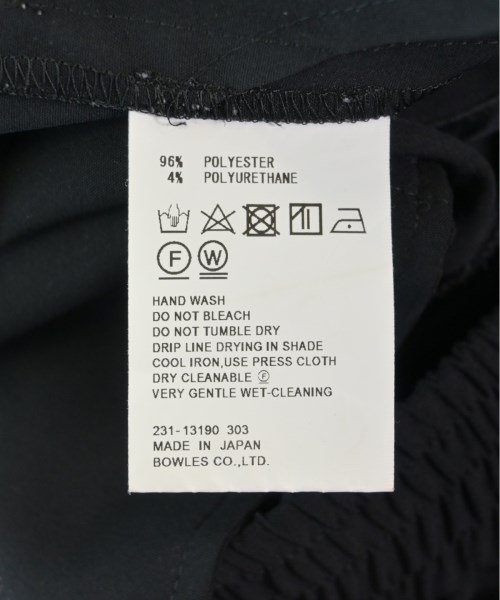 96% POLYESTER
4% POLYURETHANE
F W
HAND WASH
DO NOT BLEACH
DO NOT TUMBLE DRY
DRIP LINE DRYING IN SHADE
COOL IRON,USE PRESS CLOTH
DRY CLEANABLE Ⓕ
VERY GENTLE WET-CLEANING
231-13190 303
MADE IN JAPAN
BOWLES CO.,LTD.